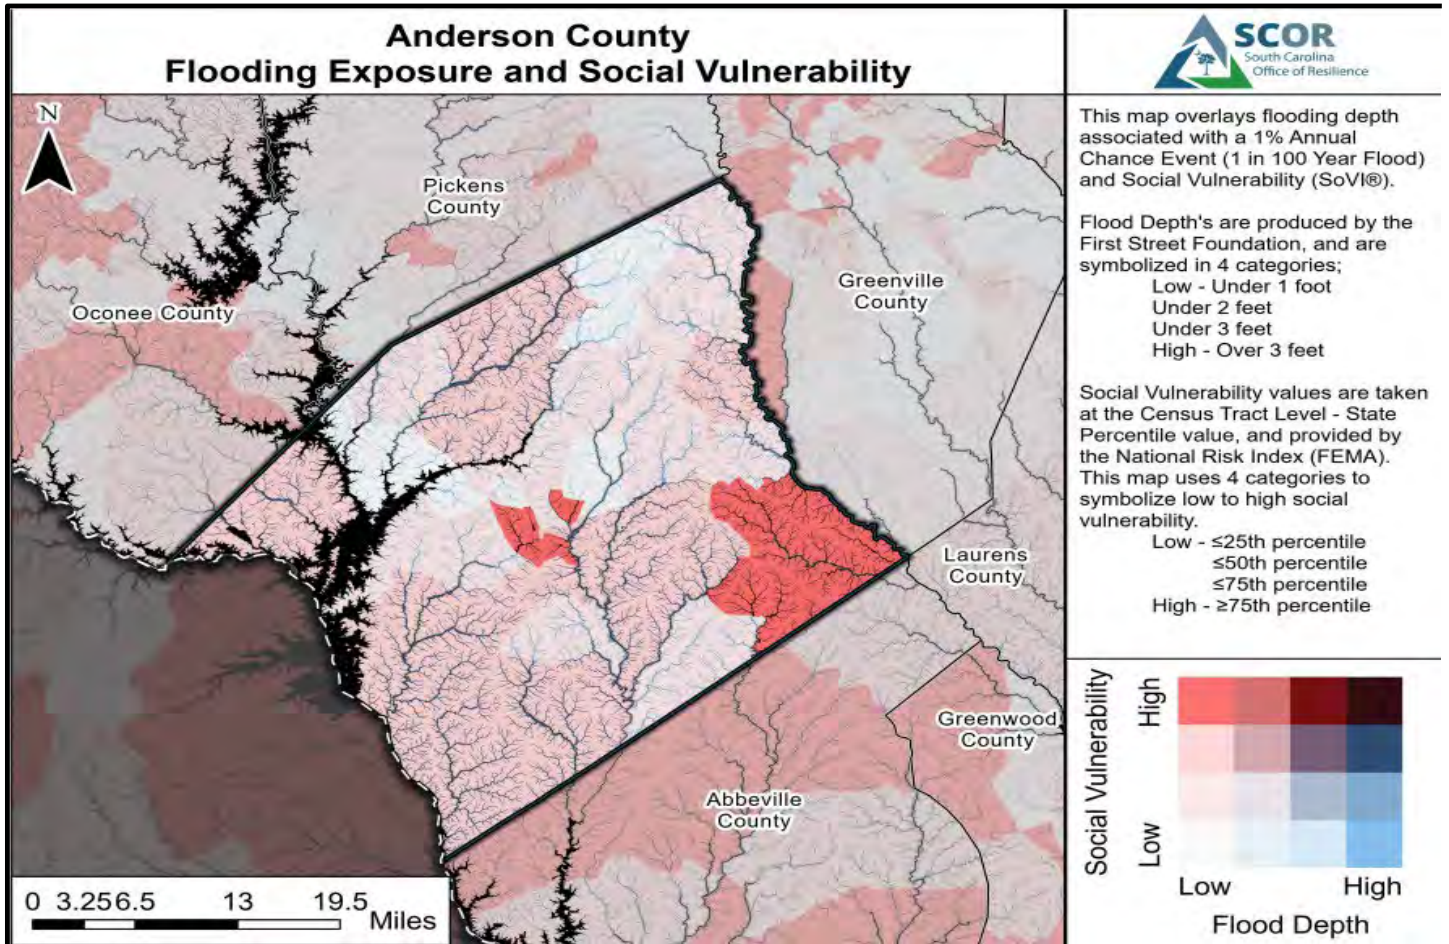 Anderson County
Flooding Exposure and Social Vulnerability
SCOR
South Carolina
Office of Resilience
N
Pickens
County
Oconee County
Greenville
County
Laurens
County
Greenwood
County
Abbeville
County
0 3.25 6.5 13 19.5 Miles
This map overlays flooding depth
associated with a 1% Annual
Chance Event (1 in 100 Year Flood)
and Social Vulnerability (SoVI®).
Flood Depth's are produced by the
First Street Foundation, and are
symbolized in 4 categories;
Low - Under 1 foot
Under 2 feet
Under 3 feet
High - Over 3 feet
Social Vulnerability values are taken
at the Census Tract Level - State
Percentile value, and provided by
the National Risk Index (FEMA).
This map uses 4 categories to
symbolize low to high social
vulnerability.
Low - ≤25th percentile
≤50th percentile
≤75th percentile
High - ≥75th percentile
Social Vulnerability
High
Low
Low High
Flood Depth